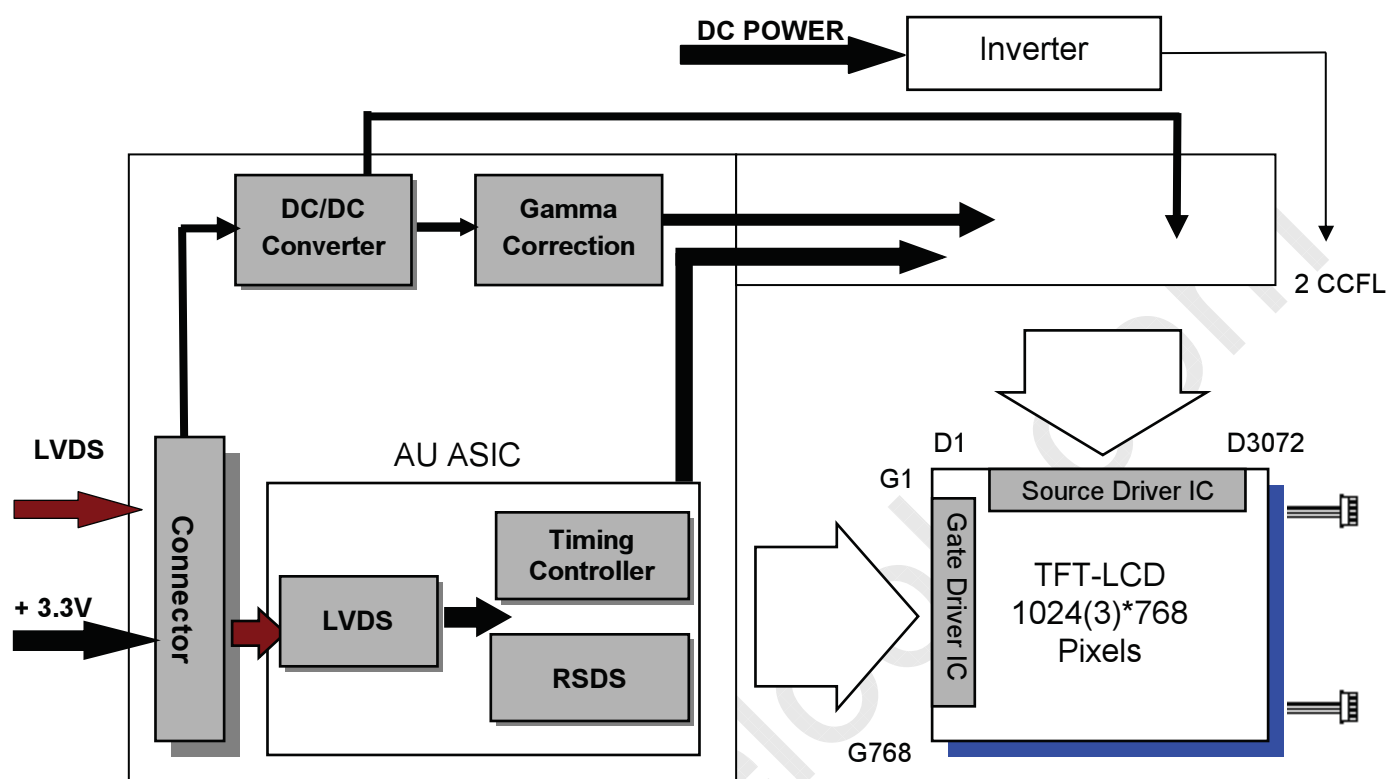 DC POWER
Inverter
DC/DC
Converter
Gamma
Correction
2 CCFL
LVDS
+ 3.3V
Connector
AU ASIC
LVDS
Timing
Controller
RSDS
D1
D3072
G1
G768
Source Driver IC
Gate Driver IC
TFT-LCD
1024(3)*768
Pixels